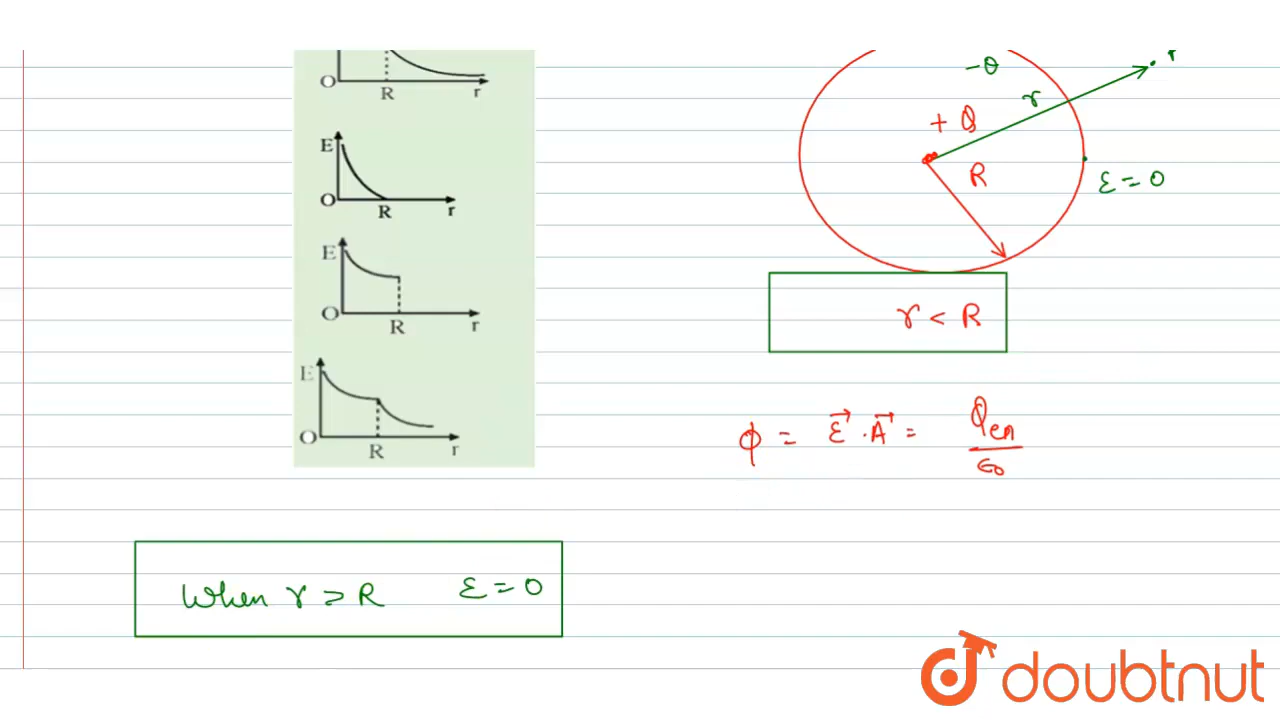 O
R
r
E
O
R
r
E
O
R
r
E
O
R
r
-Q
r
+ Q
R
ε = 0
r < R
ϕ = ε⃗ . A⃗ = Qen/ϵ0
When r ≥ R ε = 0
doubtnut